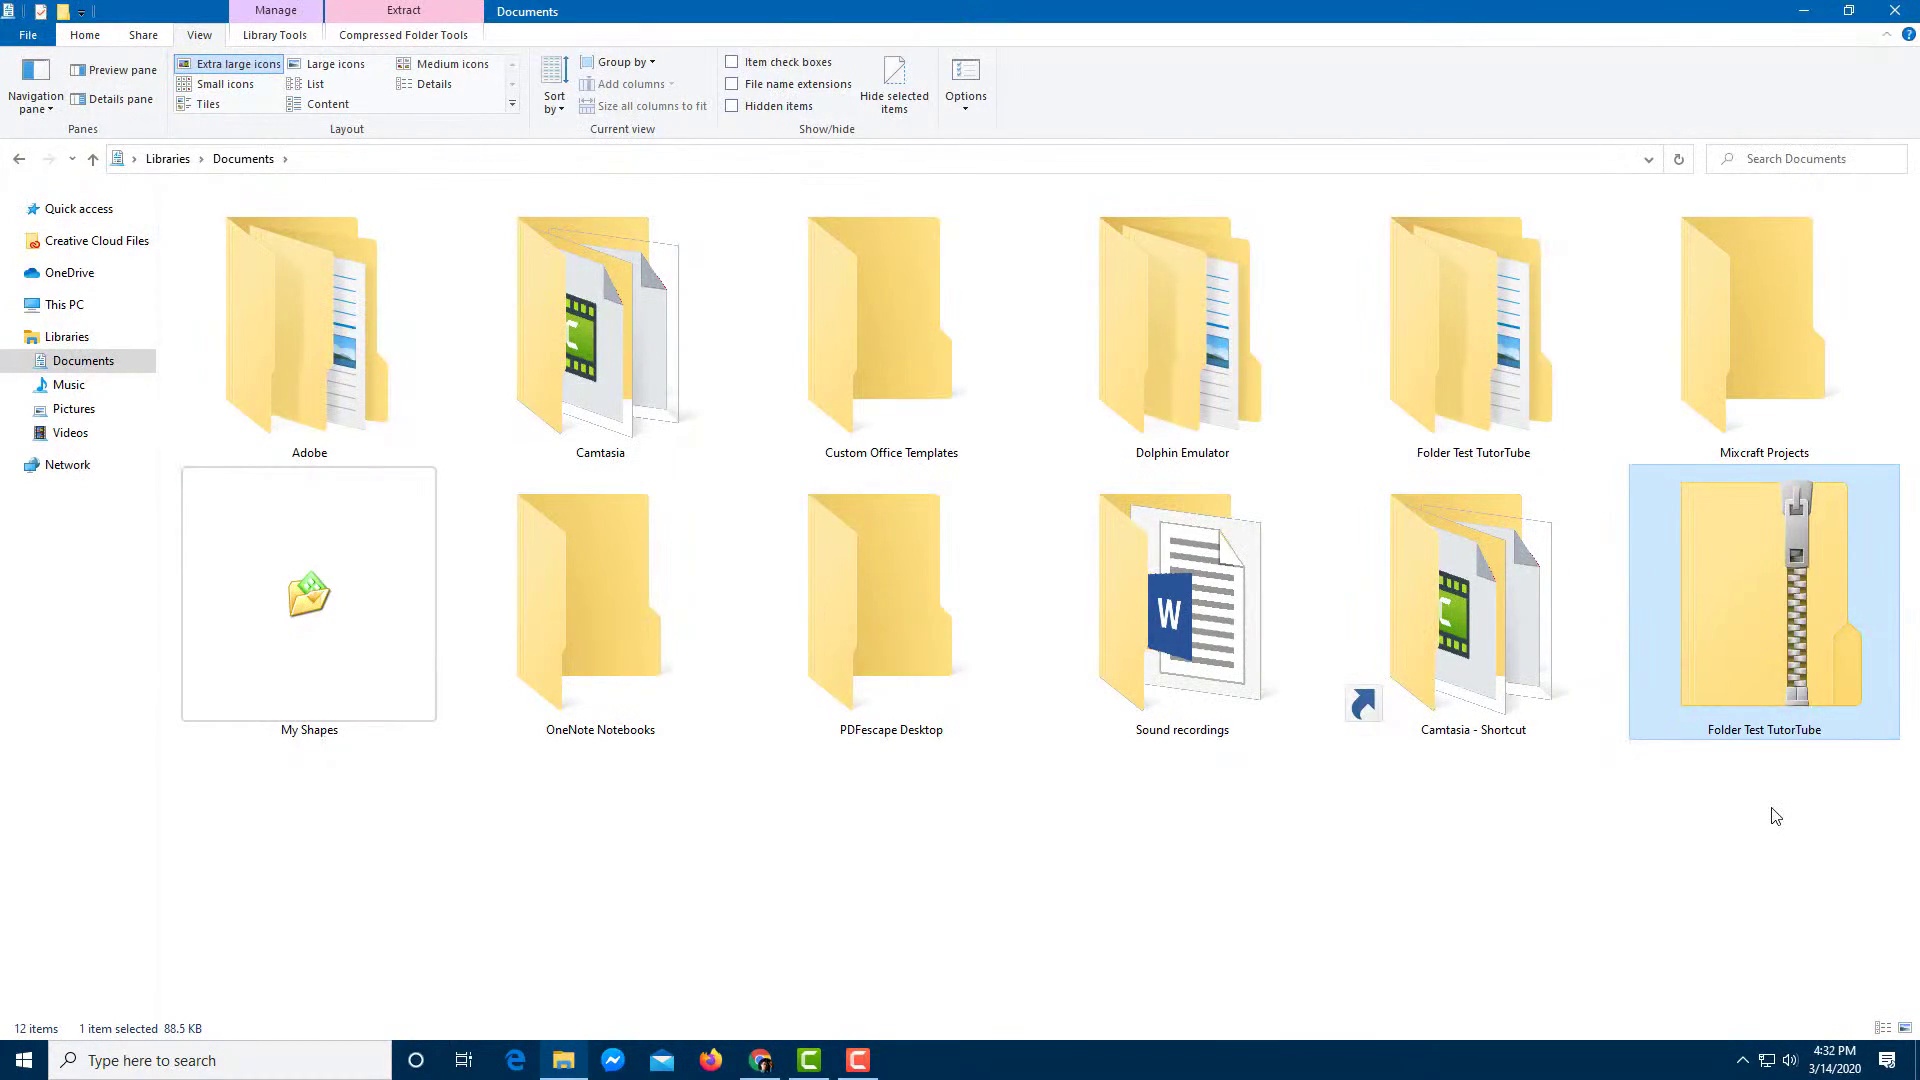 Manage
Extract
Documents
File
Home
Share
View
Library Tools
Compressed Folder Tools
Navigation pane
Preview pane
Details pane
Panes
Extra large icons
Large icons
Medium icons
Small icons
List
Details
Tiles
Content
Layout
Sort by
Group by
Add columns
Size all columns to fit
Current view
Item check boxes
File name extensions
Hidden items
Hide selected items
Show/hide
Options
Libraries
Documents
Search Documents
Quick access
Creative Cloud Files
OneDrive
This PC
Libraries
Documents
Music
Pictures
Videos
Network
Adobe
Camtasia
Custom Office Templates
Dolphin Emulator
Folder Test TutorTube
Mixcraft Projects
My Shapes
OneNote Notebooks
PDFescape Desktop
W
Sound recordings
Camtasia - Shortcut
Folder Test TutorTube
12 items
1 item selected 88.5 KB
Type here to search
4:32 PM
3/14/2020